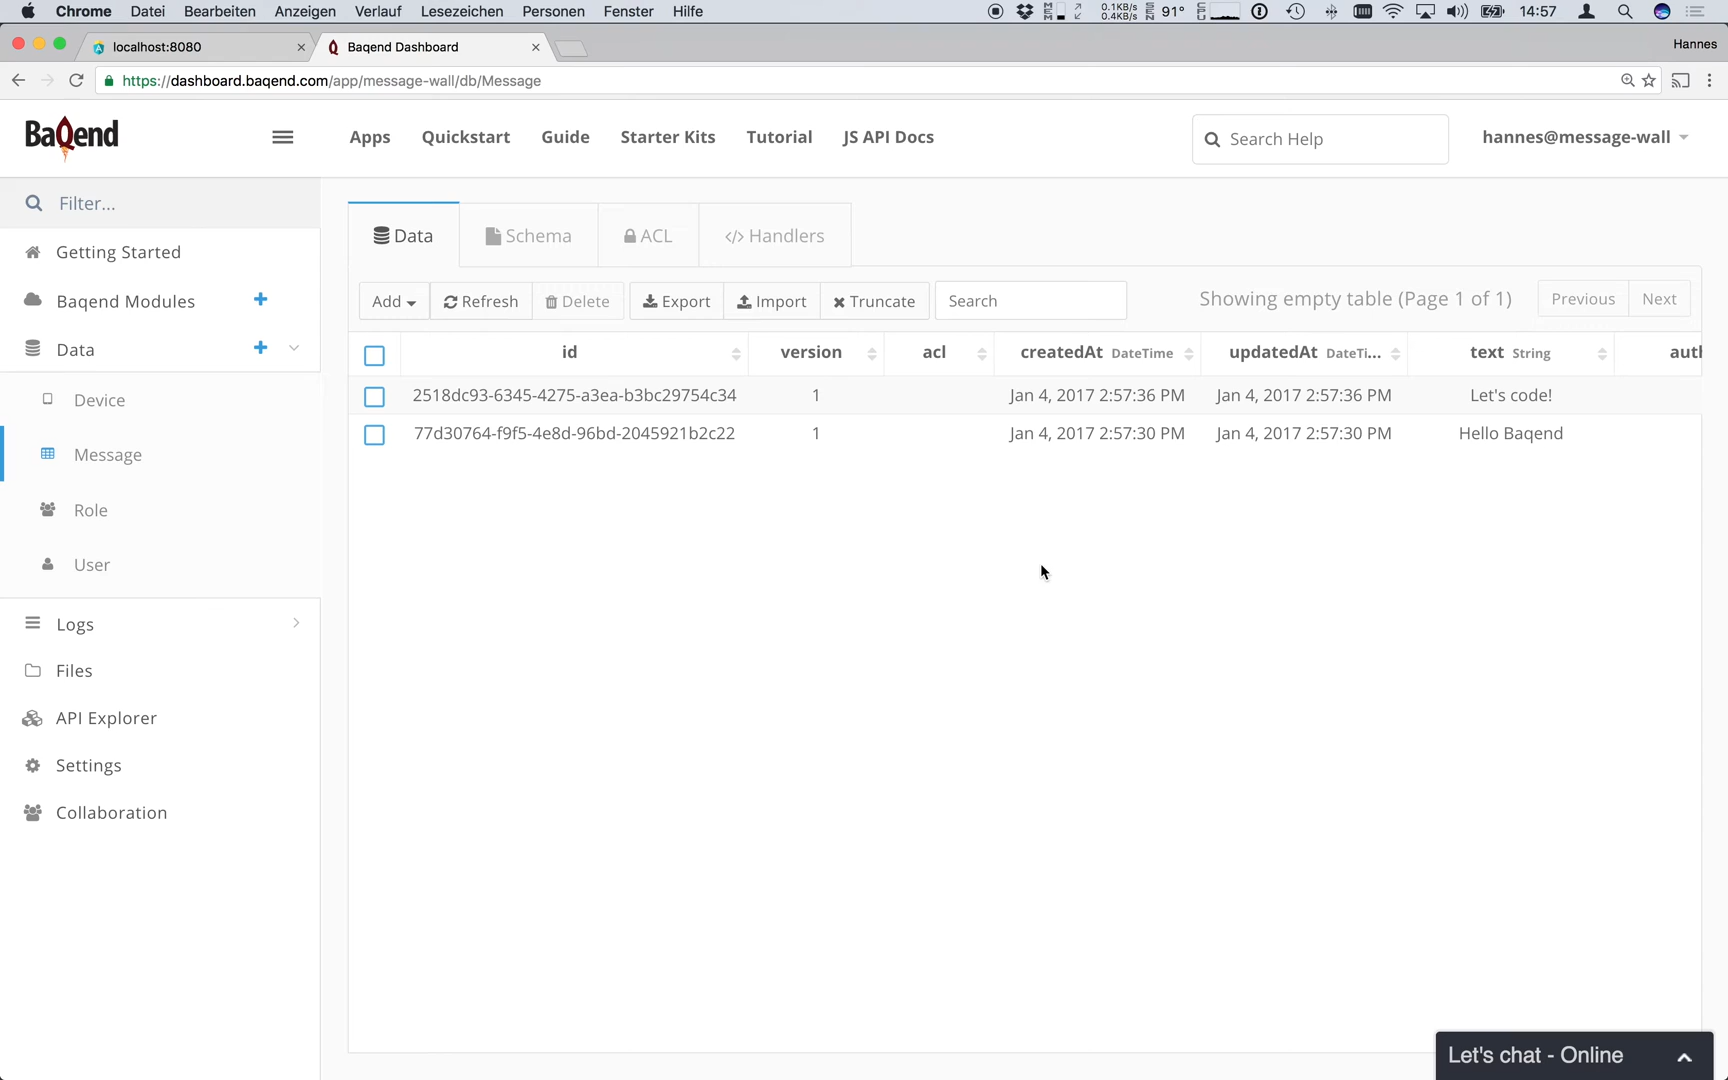 Chrome Datei Bearbeiten Anzeigen Verlauf Lesezeichen Personen Fenster Hilfe 0.1KB/s 0.4KB/s 91° 14:57
localhost:8080 Baqend Dashboard Hannes
https://dashboard.baqend.com/app/message-wall/db/Message
BaQend Apps Quickstart Guide Starter Kits Tutorial JS API Docs Search Help hannes@message-wall
Filter...
Getting Started
Baqend Modules
Data
Device
Message
Role
User
Logs
Files
API Explorer
Settings
Collaboration
Data Schema ACL </> Handlers
Add Refresh Delete Export Import Truncate Search Showing empty table (Page 1 of 1) Previous Next
id version acl createdAt DateTime updatedAt DateTi... text String auth
2518dc93-6345-4275-a3ea-b3bc29754c34 1 Jan 4, 2017 2:57:36 PM Jan 4, 2017 2:57:36 PM Let's code!
77d30764-f9f5-4e8d-96bd-2045921b2c22 1 Jan 4, 2017 2:57:30 PM Jan 4, 2017 2:57:30 PM Hello Baqend
Let's chat - Online